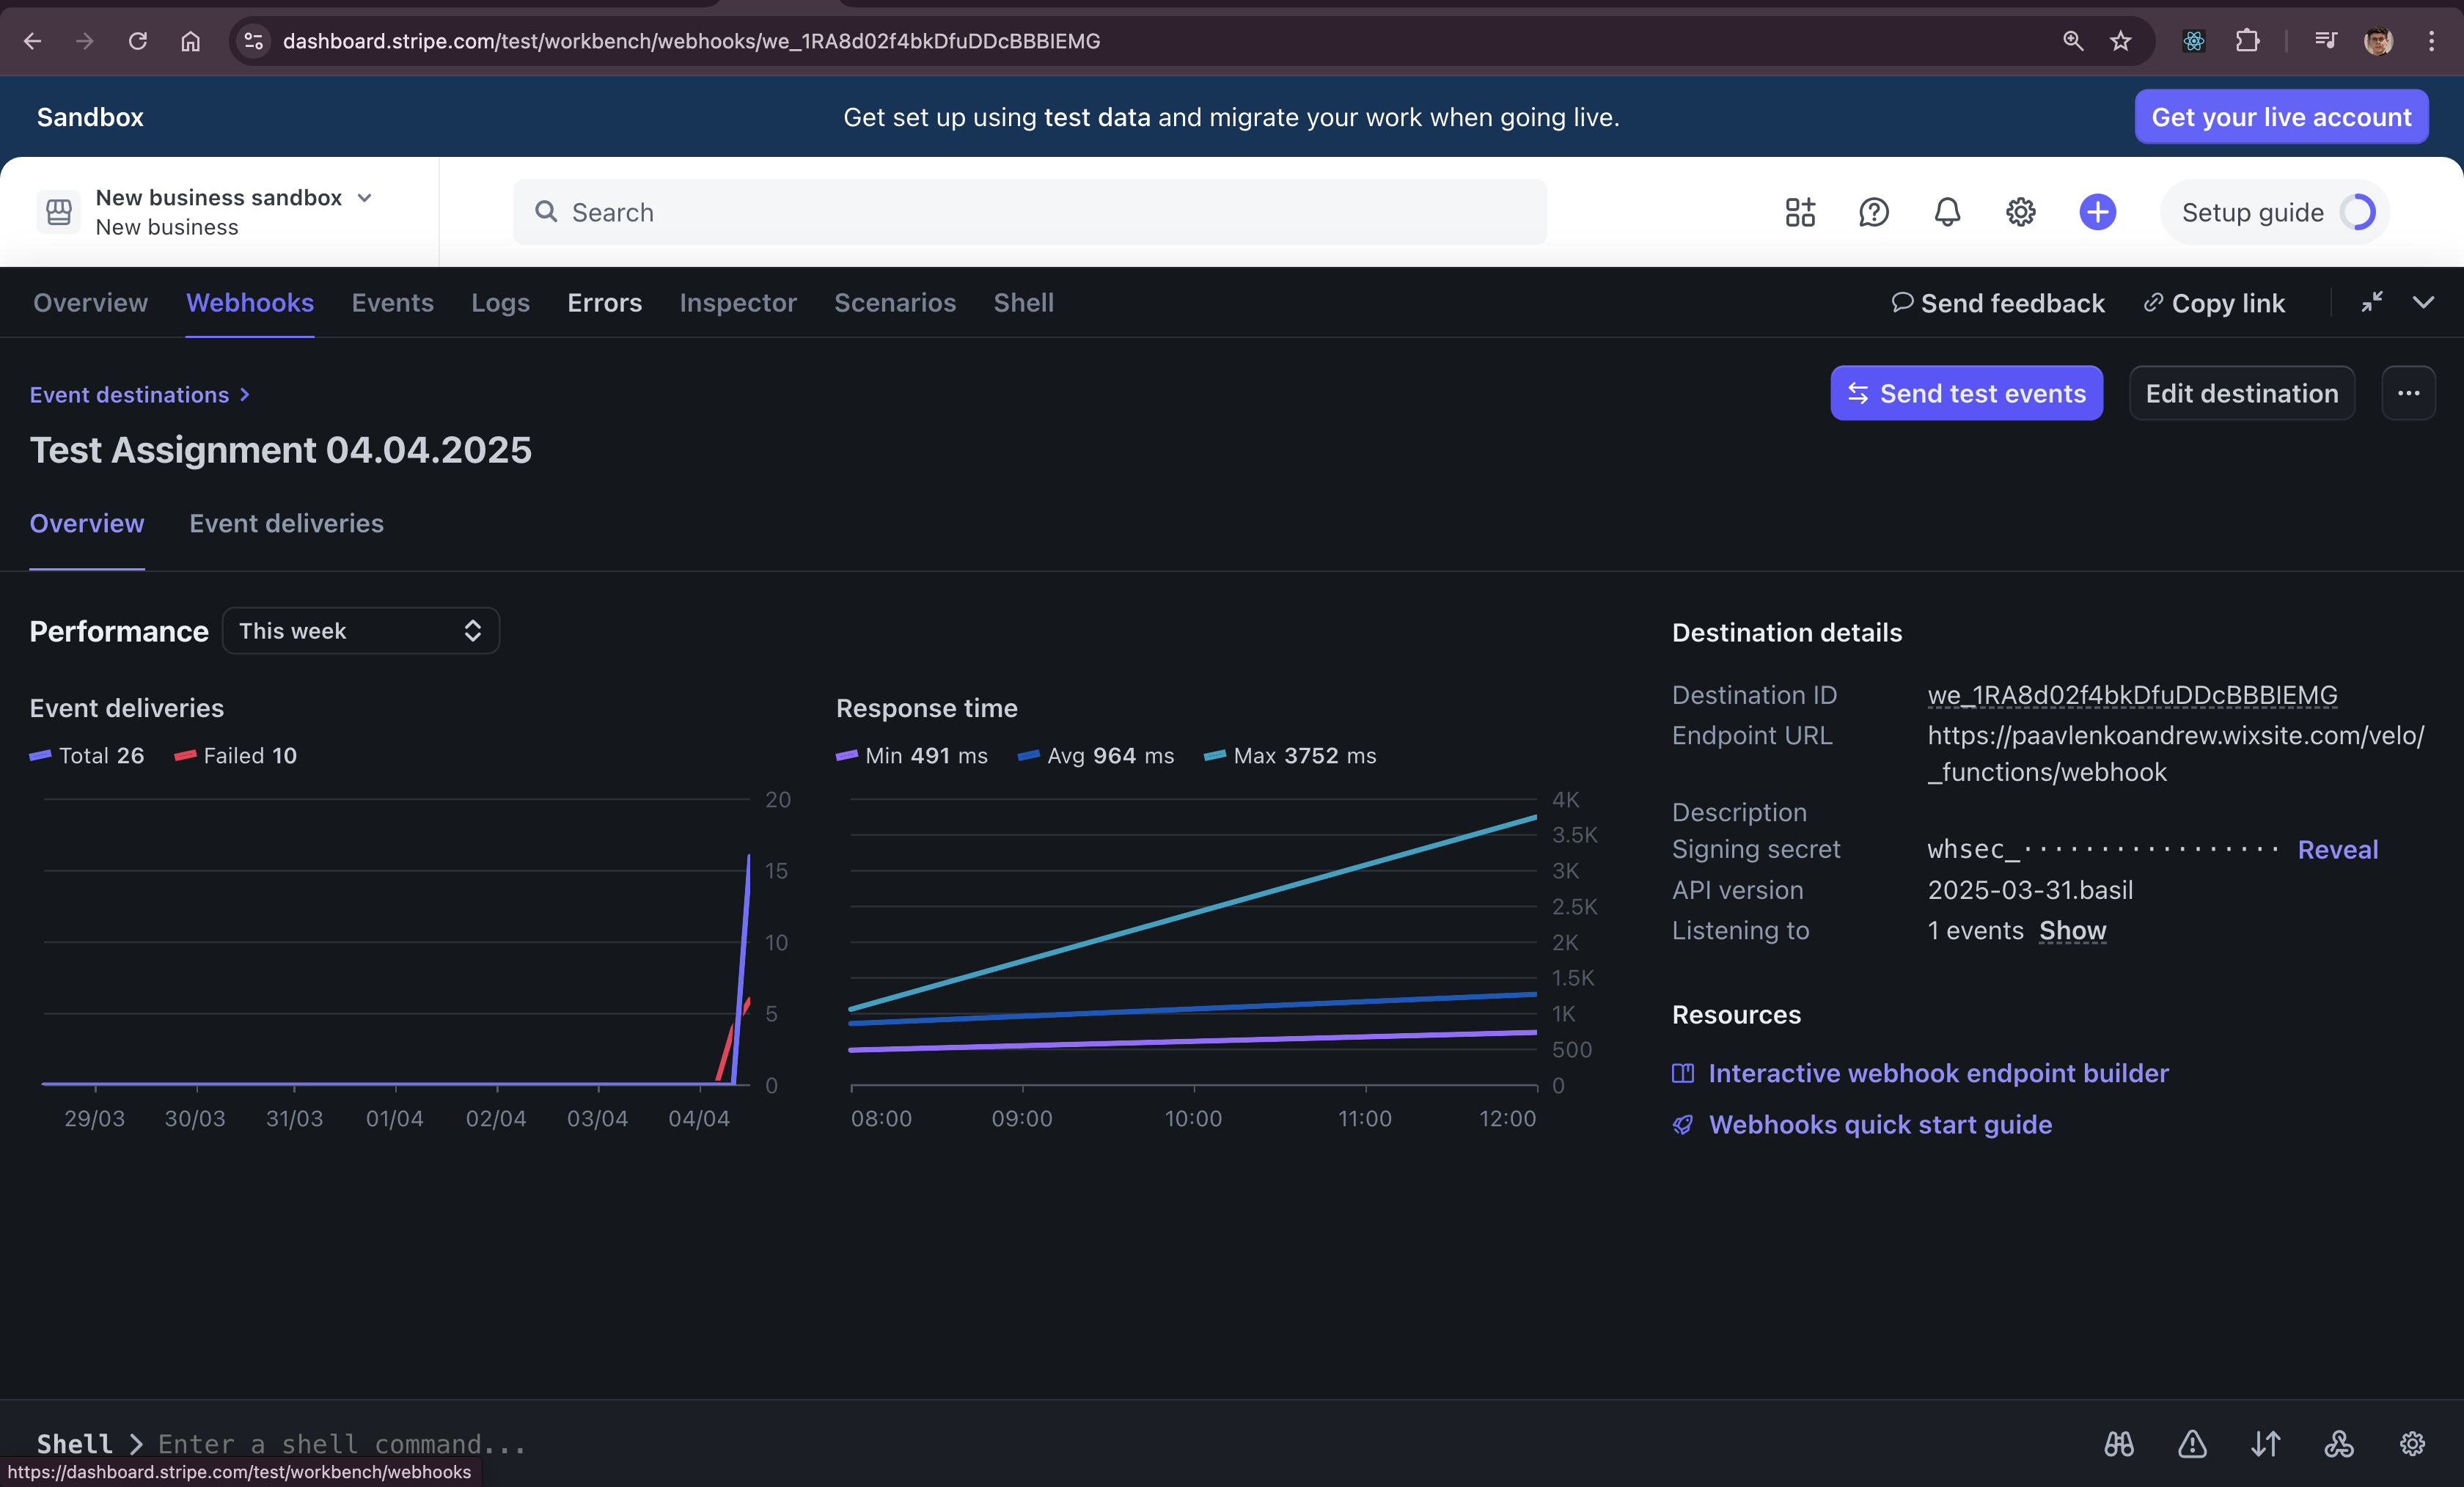 dashboard.stripe.com/test/workbench/webhooks/we_1RA8d02f4bkDfuDDcBBBIEMG
Sandbox
Get set up using test data and migrate your work when going live.
Get your live account
New business sandbox
New business
Search
Setup guide
Overview Webhooks Events Logs Errors Inspector Scenarios Shell
Send feedback Copy link
Event destinations
Send test events Edit destination
Test Assignment 04.04.2025
Overview Event deliveries
Performance This week
Event deliveries
Total 26 Failed 10
20
15
10
5
0
29/03 30/03 31/03 01/04 02/04 03/04 04/04
Response time
Min 491 ms Avg 964 ms Max 3752 ms
4K
3.5K
3K
2.5K
2K
1.5K
1K
500
0
08:00 09:00 10:00 11:00 12:00
Destination details
Destination ID we_1RA8d02f4bkDfuDDcBBBIEMG
Endpoint URL https://paavlenkoandrew.wixsite.com/velo/
_functions/webhook
Description
Signing secret whsec_················· Reveal
API version 2025-03-31.basil
Listening to 1 events Show
Resources
Interactive webhook endpoint builder
Webhooks quick start guide
Shell > Enter a shell command...
https://dashboard.stripe.com/test/workbench/webhooks